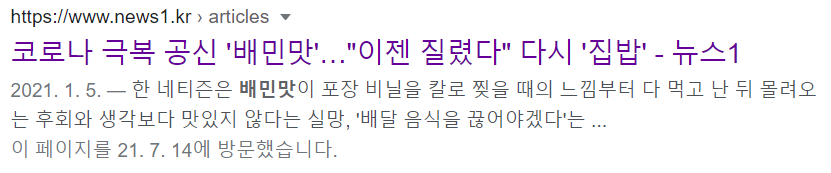 https://www.news1.kr › articles
코로나 극복 공신 '배민맛'…"이젠 질렸다" 다시 '집밥' - 뉴스1
2021. 1. 5. — 한 네티즌은 배민맛이 포장 비닐을 칼로 찢을 때의 느낌부터 다 먹고 난 뒤 몰려오
는 후회와 생각보다 맛있지 않다는 실망, '배달 음식을 끊어야겠다'는 ...
이 페이지를 21. 7. 14에 방문했습니다.